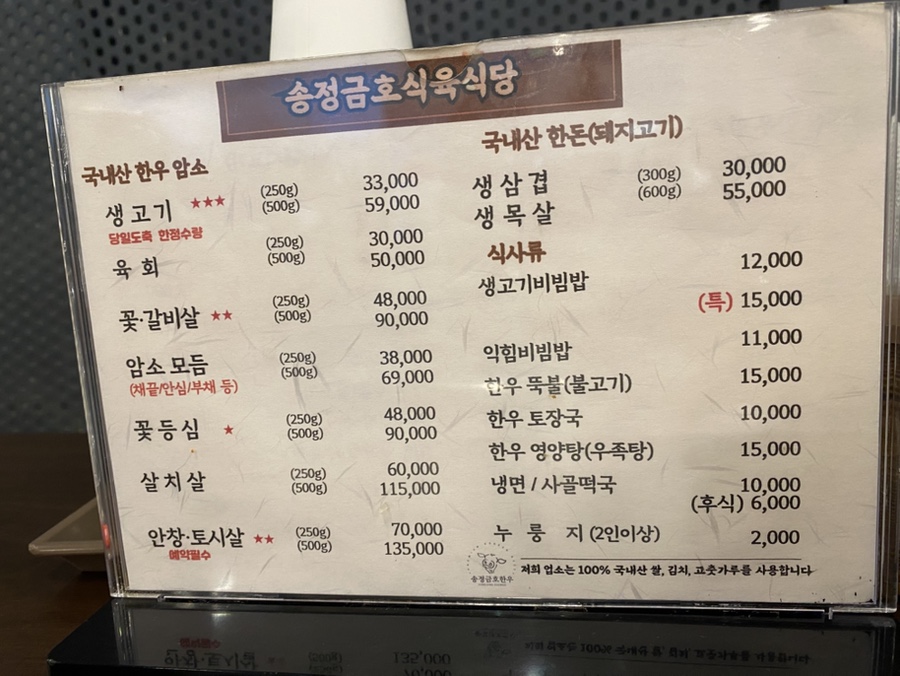 송정금호식육식당
국내산 한우 암소
생고기 ★★★ (250g) 33,000
(500g) 59,000
당일도축 한정수량
육 회 (250g) 30,000
(500g) 50,000
꽃·갈비살 ★★ (250g) 48,000
(500g) 90,000
암소 모듬 (250g) 38,000
(500g) 69,000
(채끝/안심/부채 등)
꽃등심 ★ (250g) 48,000
(500g) 90,000
살치살 (250g) 60,000
(500g) 115,000
안창·토시살 ★★ (250g) 70,000
(500g) 135,000
예약필수
국내산 한돈(돼지고기)
생삼겹 (300g) 30,000
생목살 (600g) 55,000
식사류
생고기비빔밥 12,000
(특) 15,000
익힘비빔밥 11,000
한우 뚝불(불고기) 15,000
한우 토장국 10,000
한우 영양탕(우족탕) 15,000
냉면 / 사골떡국 10,000
(후식) 6,000
누 룽 지 (2인이상) 2,000
송정금호한우
저희 업소는 100% 국내산 쌀, 김치, 고춧가루를 사용합니다